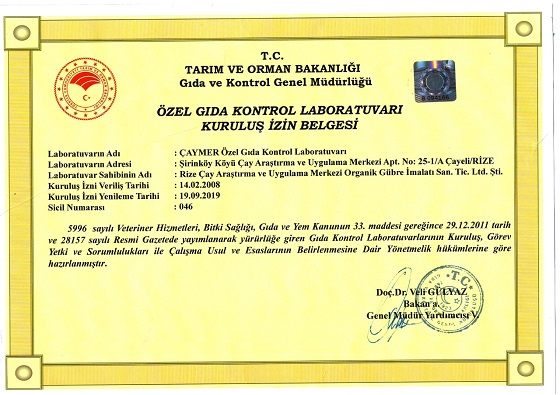 T.C.
TARIM VE ORMAN BAKANLIĞI
Gıda ve Kontrol Genel Müdürlüğü
ÖZEL GIDA KONTROL LABORATUVARI
KURULUŞ İZİN BELGESİ
Laboratuvarın Adı : ÇAYMER Özel Gıda Kontrol Laboratuvarı
Laboratuvarın Adresi : Şirinköy Köyü Çay Araştırma ve Uygulama Merkezi Apt. No: 25-1/A Çayeli/RİZE
Laboratuvar Sahibinin Adı : Rize Çay Araştırma ve Uygulama Merkezi Organik Gübre İmalatı San. Tic. Ltd. Şti.
Kuruluş İzni Veriliş Tarihi : 14.02.2008
Kuruluş İzni Yenileme Tarihi : 19.09.2019
Sicil Numarası : 046
5996 sayılı Veteriner Hizmetleri, Bitki Sağlığı, Gıda ve Yem Kanunun 33. maddesi gereğince 29.12.2011 tarih
ve 28157 sayılı Resmi Gazetede yayımlanarak yürürlüğe giren Gıda Kontrol Laboratuvarlarının Kuruluş, Görev
Yetki ve Sorumlulukları ile Çalışma Usul ve Esaslarının Belirlenmesine Dair Yönetmelik hükümlerine göre
hazırlanmıştır.
Doç.Dr. Veli GÜLYAZ
Bakan a.
Genel Müdür Yardımcısı V.
T.C.